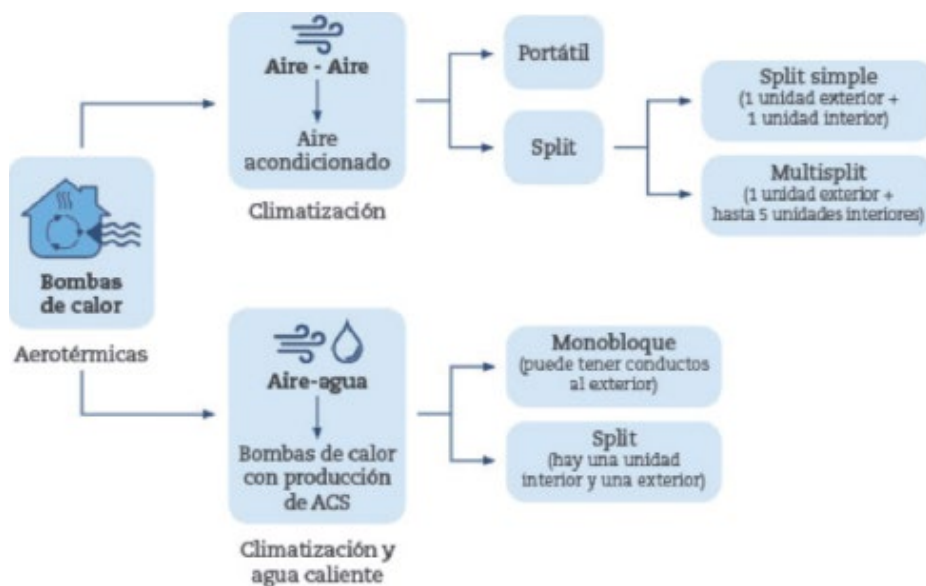 Bombas
de calor
Aerotérmicas
Aire - Aire
Aire
acondicionado
Climatización
Portátil
Split
Split simple
(1 unidad exterior +
1 unidad interior)
Multisplit
(1 unidad exterior +
hasta 5 unidades interiores)
Aire-agua
Bombas de calor
con producción
de ACS
Climatización y
agua caliente
Monobloque
(puede tener conductos
al exterior)
Split
(hay una unidad
interior y una exterior)